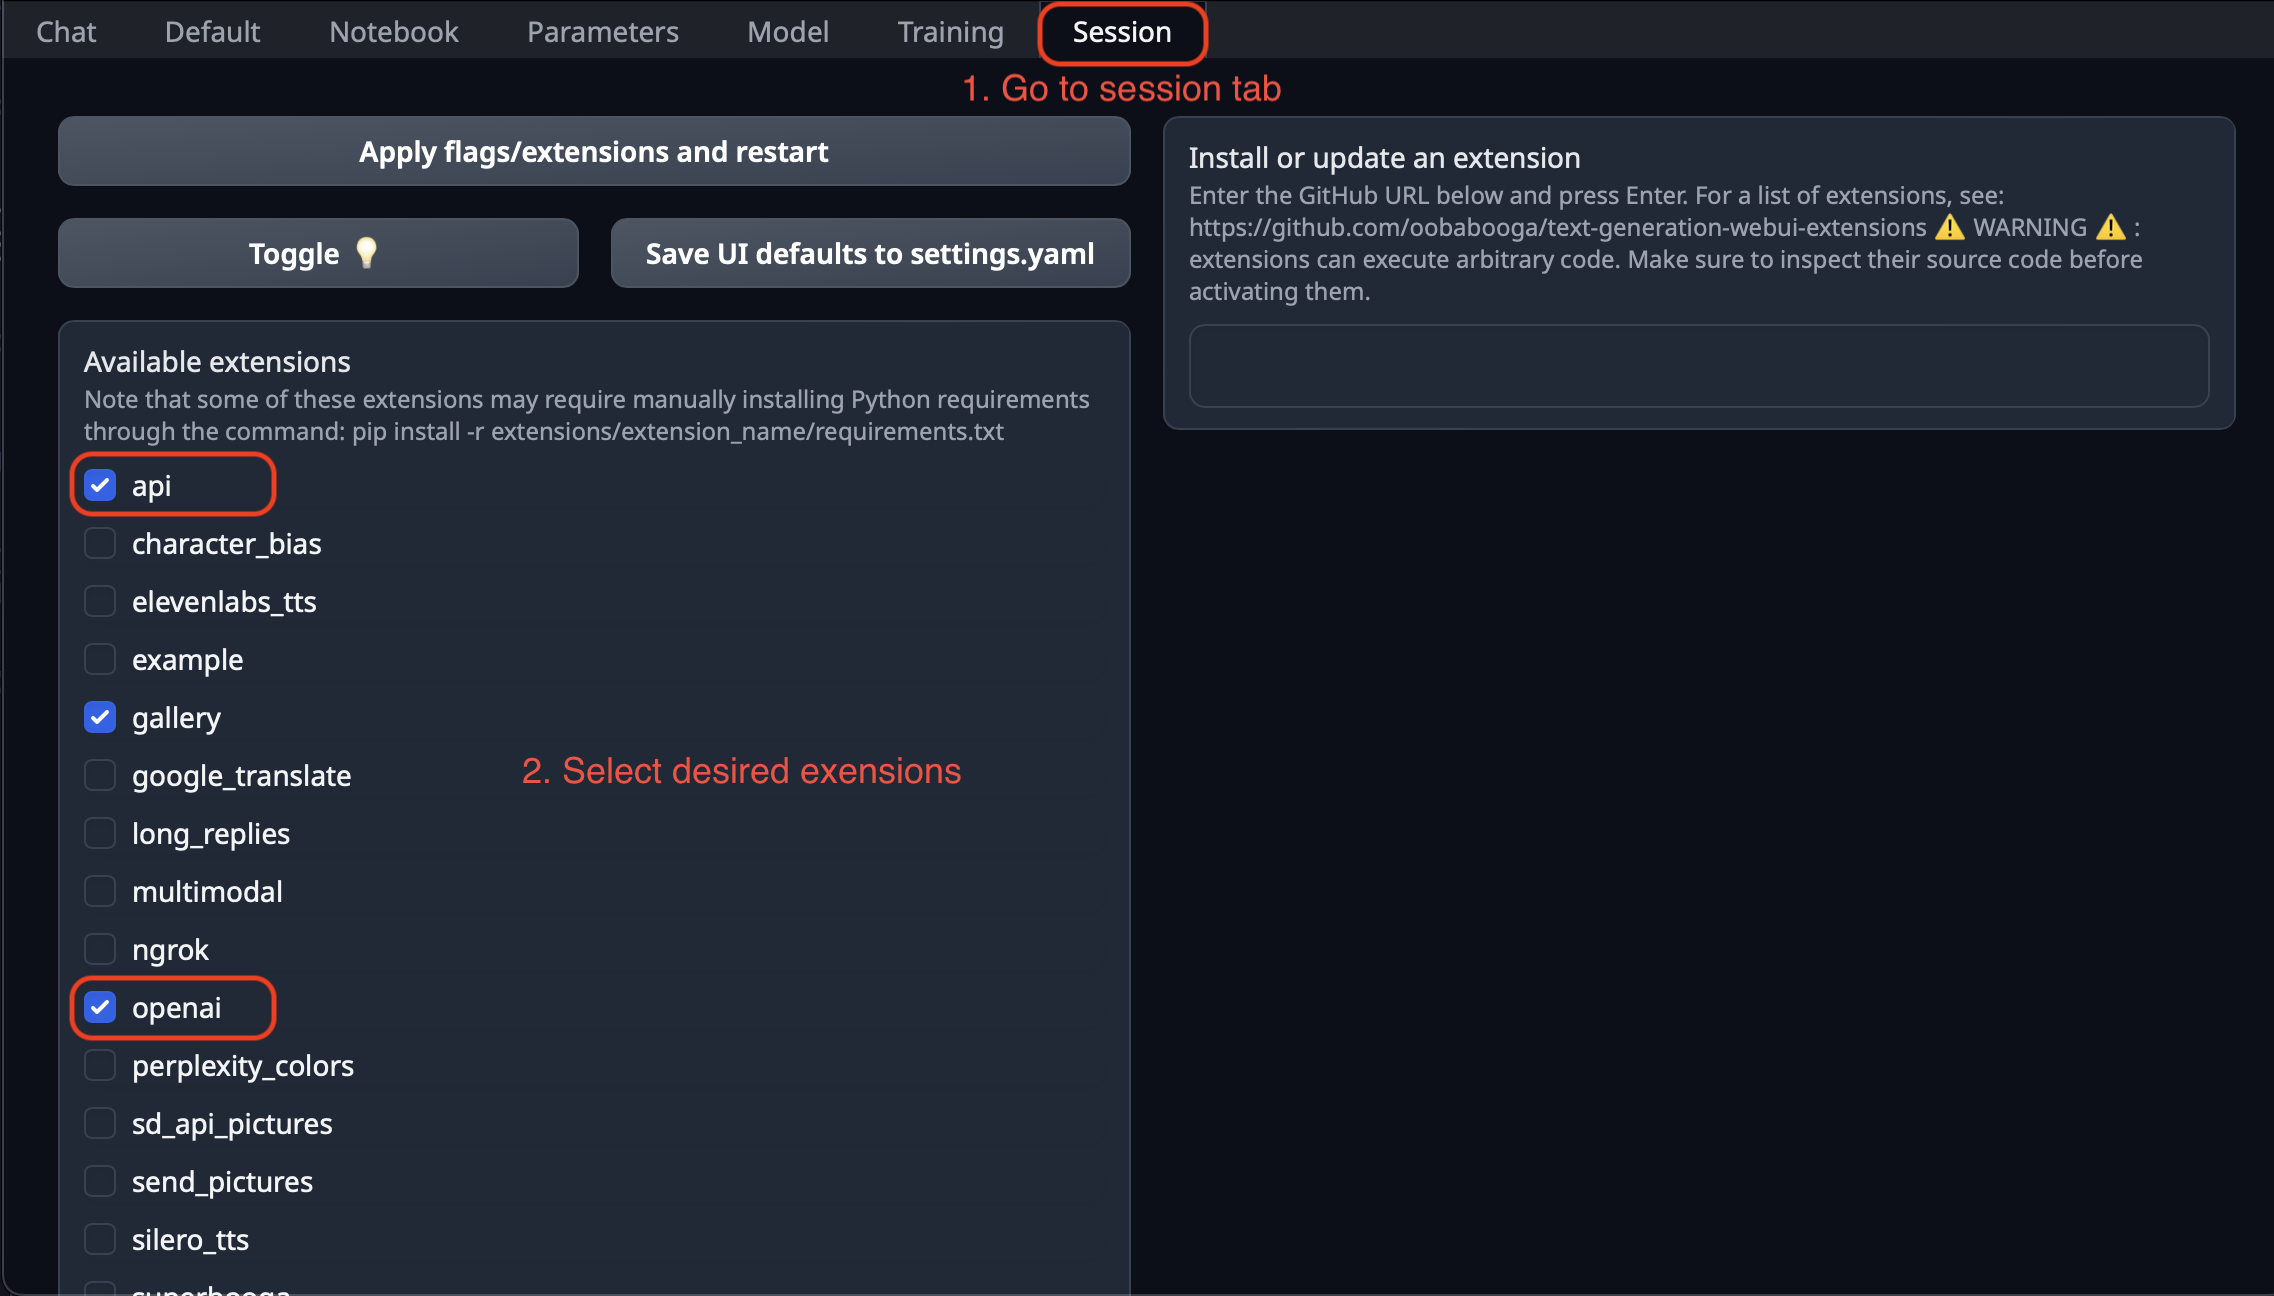 Chat Default Notebook Parameters Model Training Session
1. Go to session tab
Apply flags/extensions and restart
Toggle 💡 Save UI defaults to settings.yaml
Install or update an extension
Enter the GitHub URL below and press Enter. For a list of extensions, see:
https://github.com/oobabooga/text-generation-webui-extensions ⚠️ WARNING ⚠️ :
extensions can execute arbitrary code. Make sure to inspect their source code before
activating them.
Available extensions
Note that some of these extensions may require manually installing Python requirements
through the command: pip install -r extensions/extension_name/requirements.txt
api
character_bias
elevenlabs_tts
example
gallery
google_translate
2. Select desired exensions
long_replies
multimodal
ngrok
openai
perplexity_colors
sd_api_pictures
send_pictures
silero_tts